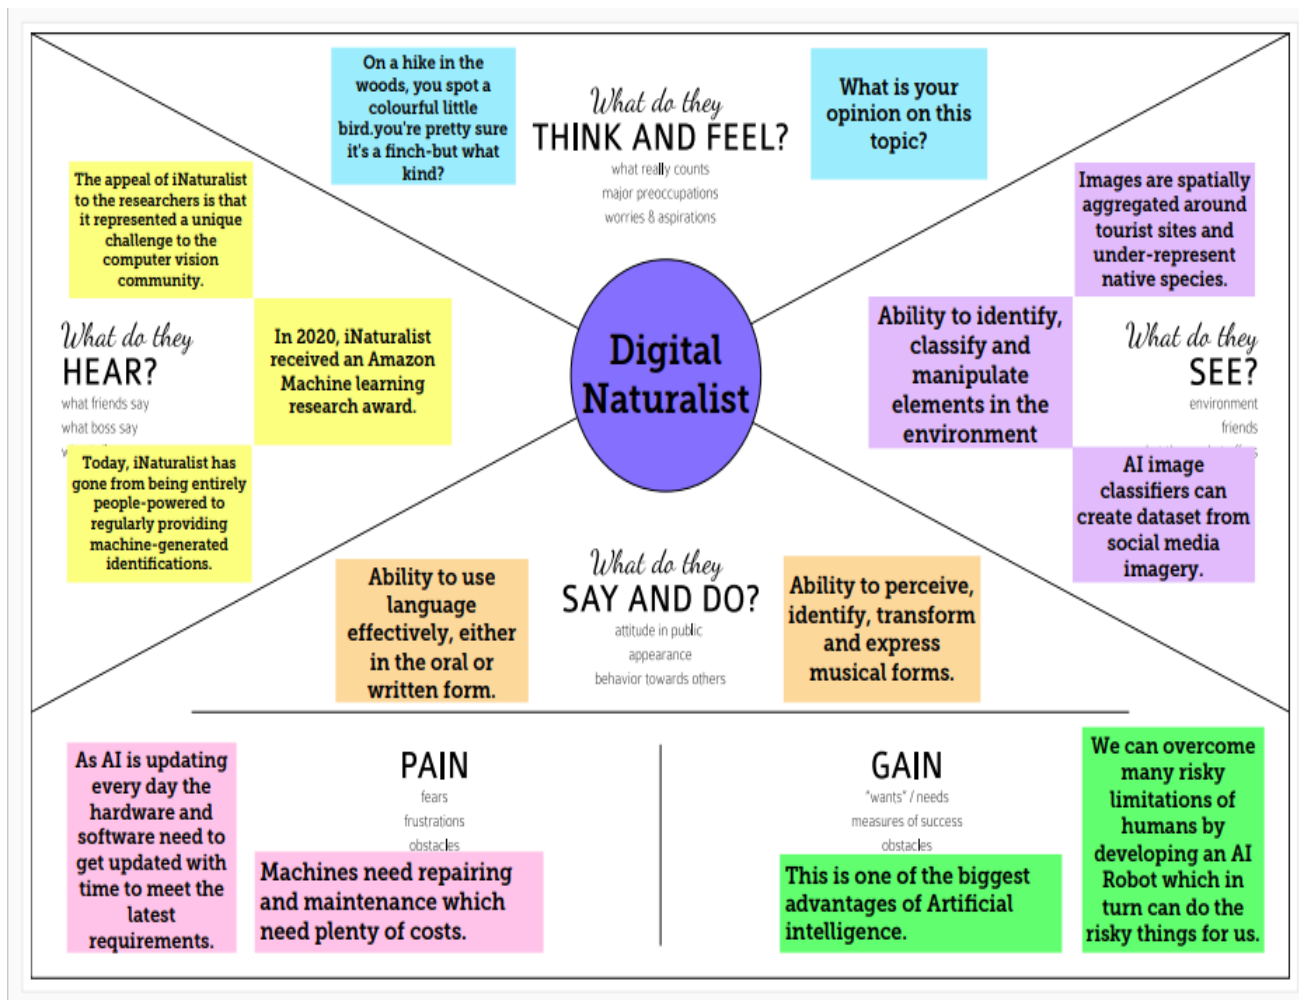 On a hike in the
woods, you spot a
colourful little
bird.you're pretty sure
it's a finch-but what
kind?
What do they
THINK AND FEEL?
what really counts
major preoccupations
worries & aspirations
What is your
opinion on this
topic?
The appeal of iNaturalist
to the researchers is that
it represented a unique
challenge to the
computer vision
community.
What do they
HEAR?
what friends say
what boss say
In 2020, iNaturalist
received an Amazon
Machine learning
research award.
Today, iNaturalist has
gone from being entirely
people-powered to
regularly providing
machine-generated
identifications.
Digital
Naturalist
Images are spatially
aggregated around
tourist sites and
under-represent
native species.
Ability to identify,
classify and
manipulate
elements in the
environment
What do they
SEE?
environment
friends
AI image
classifiers can
create dataset from
social media
imagery.
Ability to use
language
effectively, either
in the oral or
written form.
What do they
SAY AND DO?
attitude in public
appearance
behavior towards others
Ability to perceive,
identify, transform
and express
musical forms.
As AI is updating
every day the
hardware and
software need to
get updated with
time to meet the
latest
requirements.
PAIN
fears
frustrations
obstacles
Machines need repairing
and maintenance which
need plenty of costs.
GAIN
"wants" / needs
measures of success
obstacles
This is one of the biggest
advantages of Artificial
intelligence.
We can overcome
many risky
limitations of
humans by
developing an AI
Robot which in
turn can do the
risky things for us.